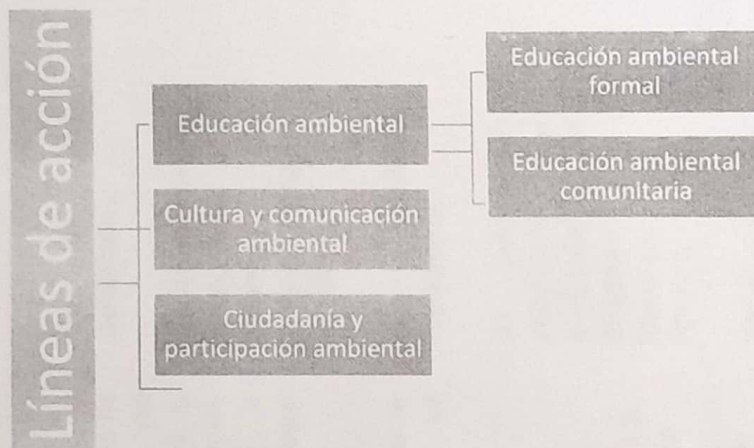 Líneas de acción
Educación ambiental
Cultura y comunicación
ambiental
Ciudadanía y
participación ambiental
Educación ambiental
formal
Educación ambiental
comunitaria